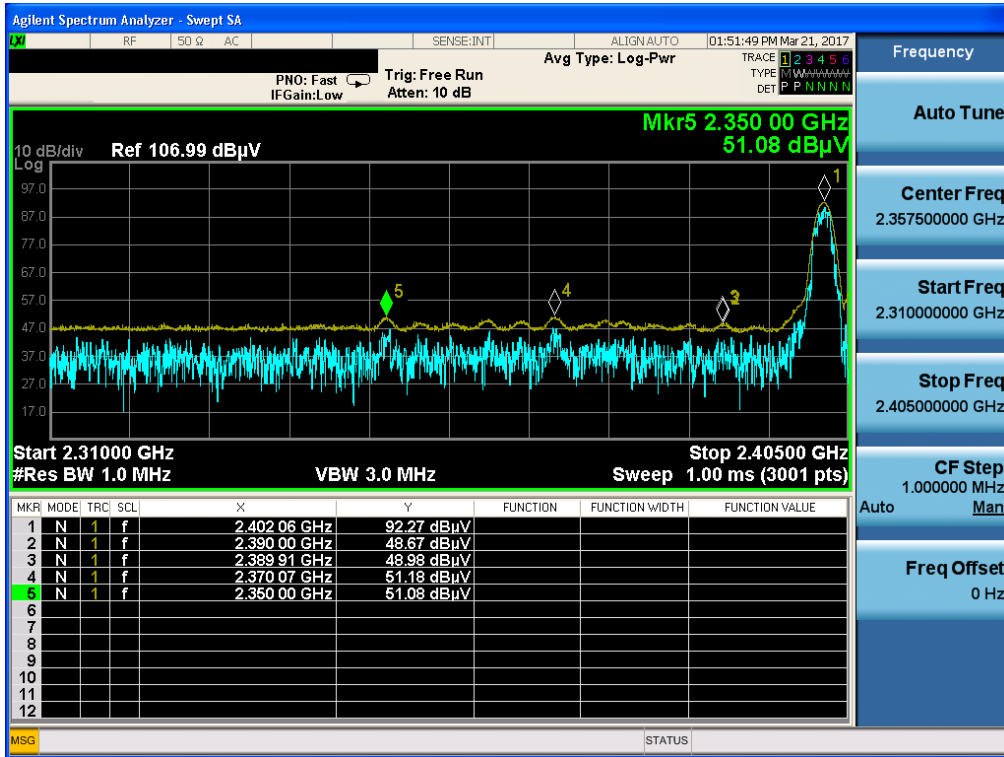 Agilent Spectrum Analyzer - Swept SA
LXI RF 50 Ω AC SENSE:INT ALIGN AUTO 01:51:49 PM Mar 21, 2017
Avg Type: Log-Pwr
TRACE 1 2 3 4 5 6
TYPE M W W W W W
DET P P N N N N
PNO: Fast Trig: Free Run
IFGain:Low Atten: 10 dB
Mkr5 2.350 00 GHz
51.08 dBµV
10 dB/div Ref 106.99 dBµV
Log
97.0
87.0
77.0
67.0
57.0
47.0
37.0
27.0
17.0
1
5
4
3
Start 2.31000 GHz Stop 2.40500 GHz
#Res BW 1.0 MHz VBW 3.0 MHz Sweep 1.00 ms (3001 pts)
MKR MODE TRC SCL X Y FUNCTION FUNCTION WIDTH FUNCTION VALUE
1 N 1 f 2.402 06 GHz 92.27 dBµV
2 N 1 f 2.390 00 GHz 48.67 dBµV
3 N 1 f 2.389 91 GHz 48.98 dBµV
4 N 1 f 2.370 07 GHz 51.18 dBµV
5 N 1 f 2.350 00 GHz 51.08 dBµV
6
7
8
9
10
11
12
MSG STATUS
Frequency
Auto Tune
Center Freq
2.357500000 GHz
Start Freq
2.310000000 GHz
Stop Freq
2.405000000 GHz
CF Step
1.000000 MHz
Auto Man
Freq Offset
0 Hz